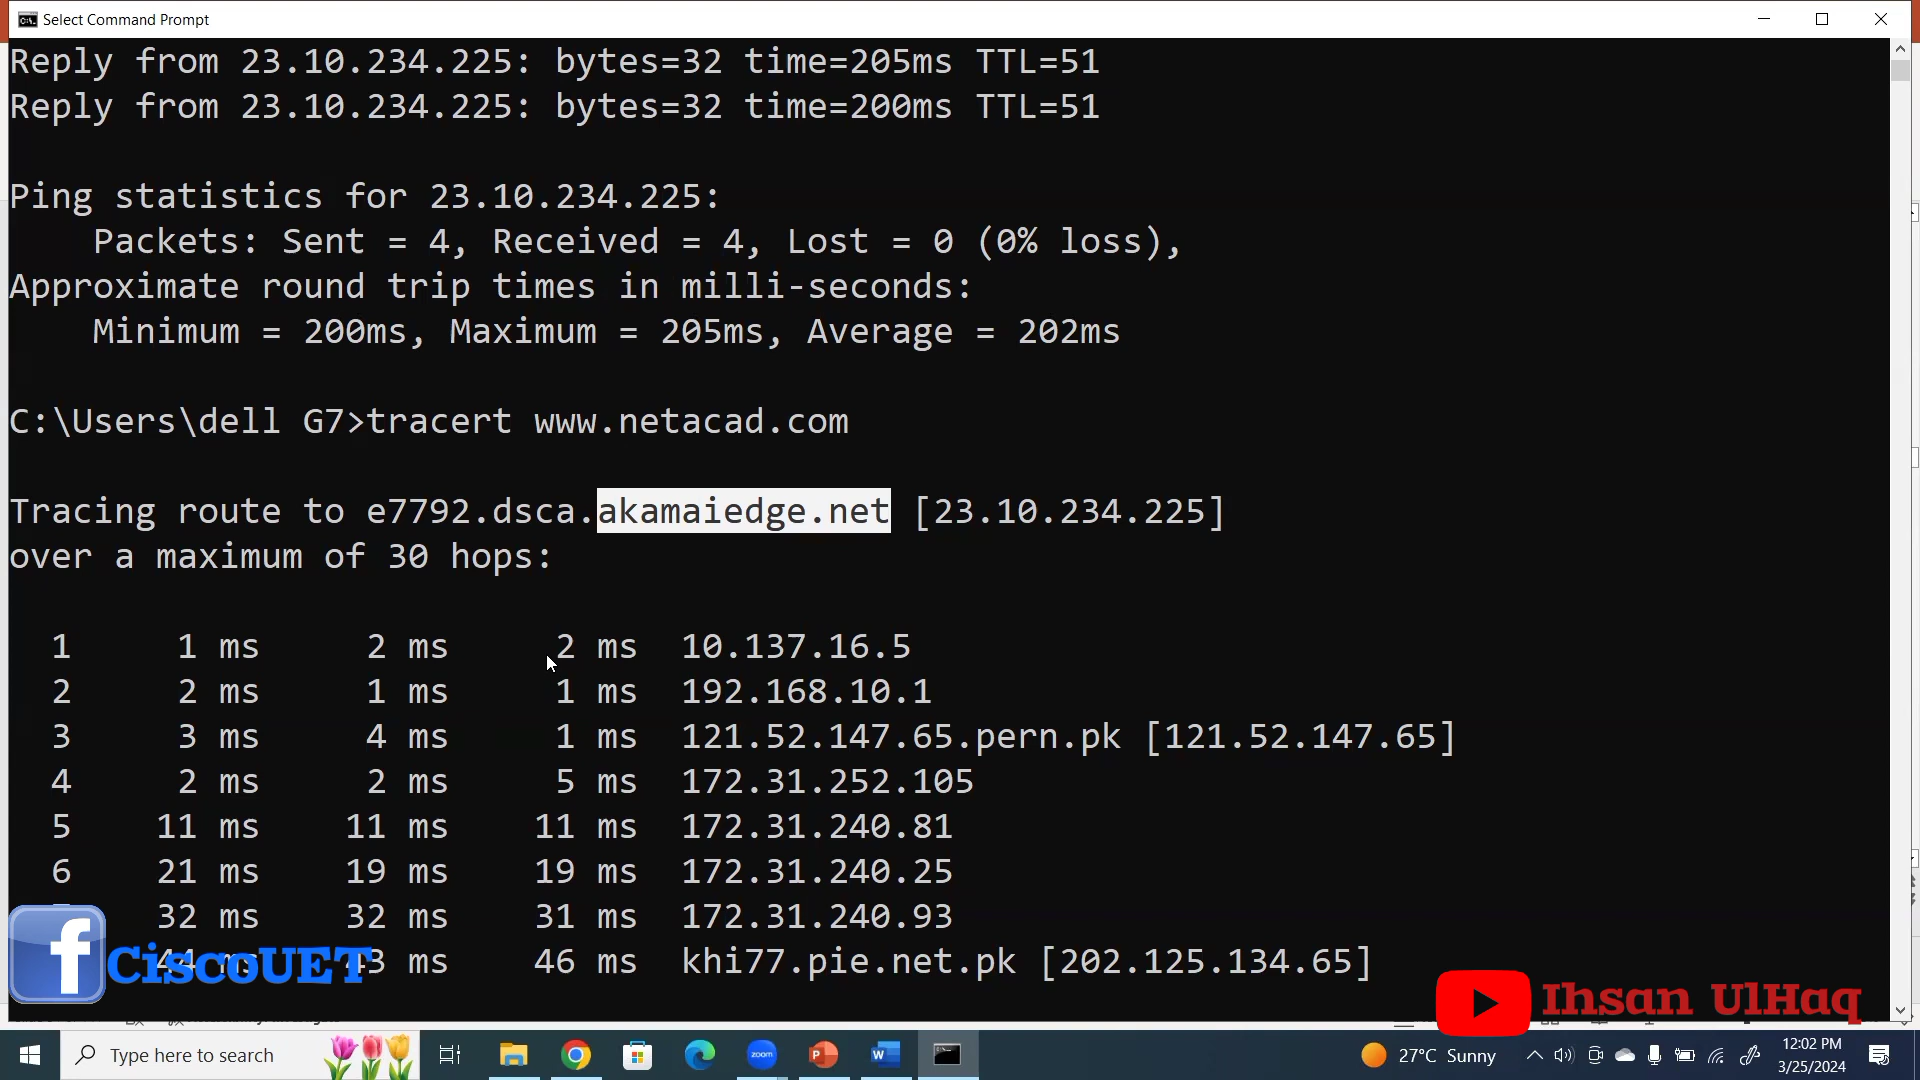 Select Command Prompt
Reply from 23.10.234.225: bytes=32 time=205ms TTL=51
Reply from 23.10.234.225: bytes=32 time=200ms TTL=51
Ping statistics for 23.10.234.225:
Packets: Sent = 4, Received = 4, Lost = 0 (0% loss),
Approximate round trip times in milli-seconds:
Minimum = 200ms, Maximum = 205ms, Average = 202ms
C:\Users\dell G7>tracert www.netacad.com
Tracing route to e7792.dsca.akamaiedge.net [23.10.234.225]
over a maximum of 30 hops:
1 1 ms 2 ms 2 ms 10.137.16.5
2 2 ms 1 ms 1 ms 192.168.10.1
3 3 ms 4 ms 1 ms 121.52.147.65.pern.pk [121.52.147.65]
4 2 ms 2 ms 5 ms 172.31.252.105
5 11 ms 11 ms 11 ms 172.31.240.81
6 21 ms 19 ms 19 ms 172.31.240.25
32 ms 32 ms 31 ms 172.31.240.93
44 ms 43 ms 46 ms khi77.pie.net.pk [202.125.134.65]
f CiscoUET
Ihsan UlHaq
Type here to search
zoom
27°C Sunny
12:02 PM
3/25/2024